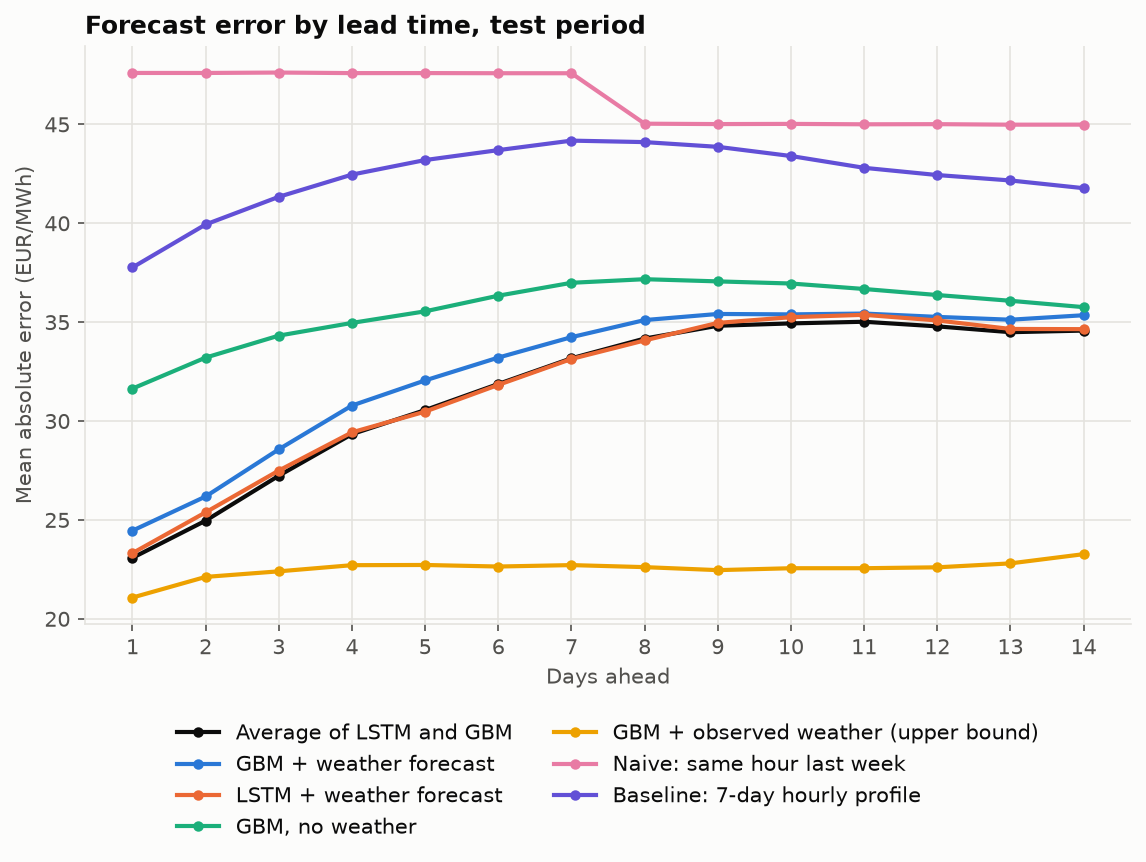 Forecast error by lead time, test period
Mean absolute error (EUR/MWh)
45
40
35
30
25
20
1 2 3 4 5 6 7 8 9 10 11 12 13 14
Days ahead
Average of LSTM and GBM
GBM + weather forecast
LSTM + weather forecast
GBM, no weather
GBM + observed weather (upper bound)
Naive: same hour last week
Baseline: 7-day hourly profile